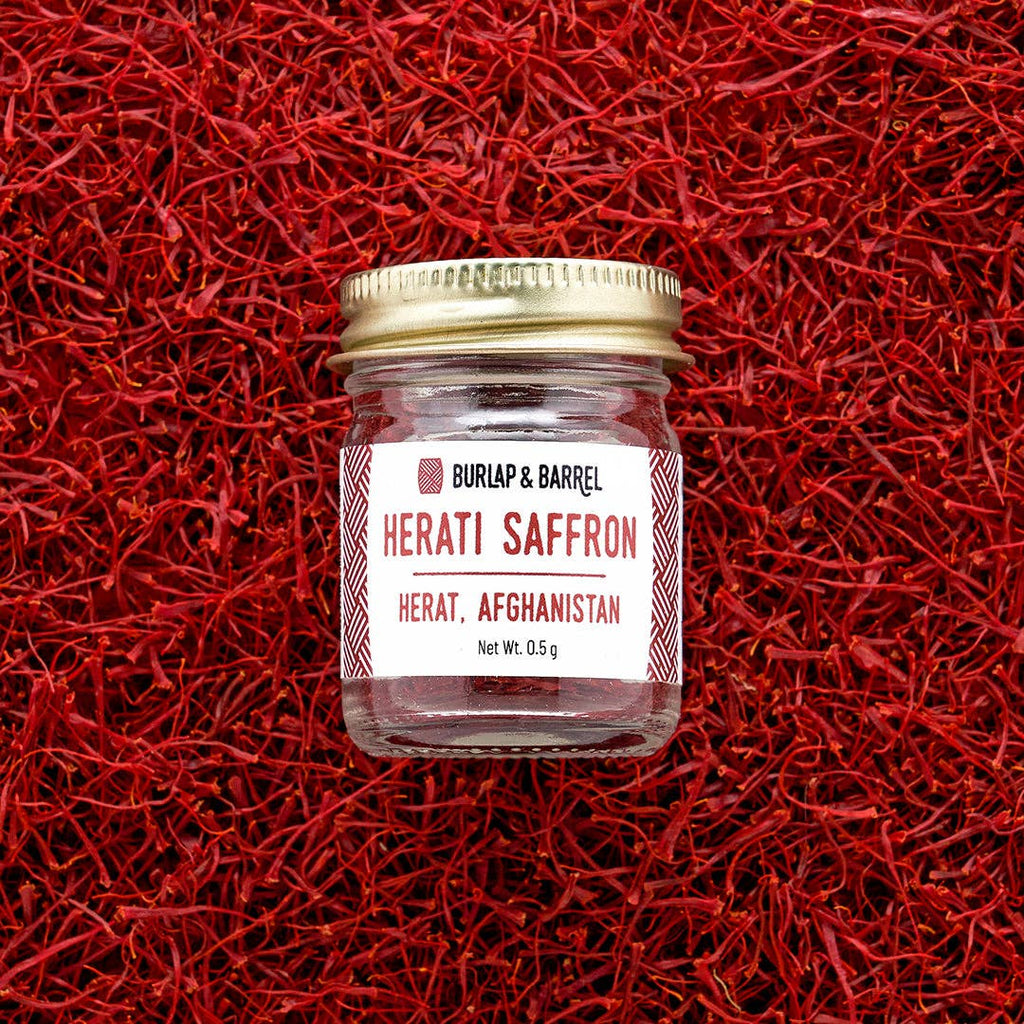 BURLAP & BARREL
HERATI SAFFRON
HERAT, AFGHANISTAN
Net Wt. 0.5 g